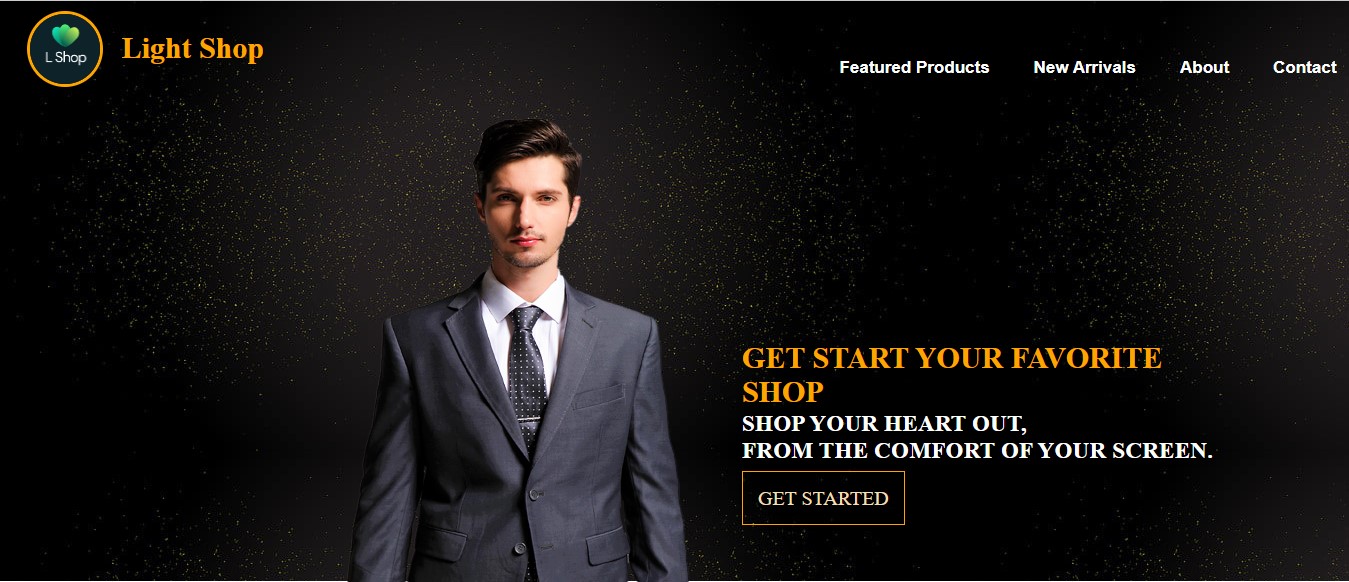 L Shop
Light Shop
Featured Products
New Arrivals
About
Contact
GET START YOUR FAVORITE
SHOP
SHOP YOUR HEART OUT,
FROM THE COMFORT OF YOUR SCREEN.
GET STARTED